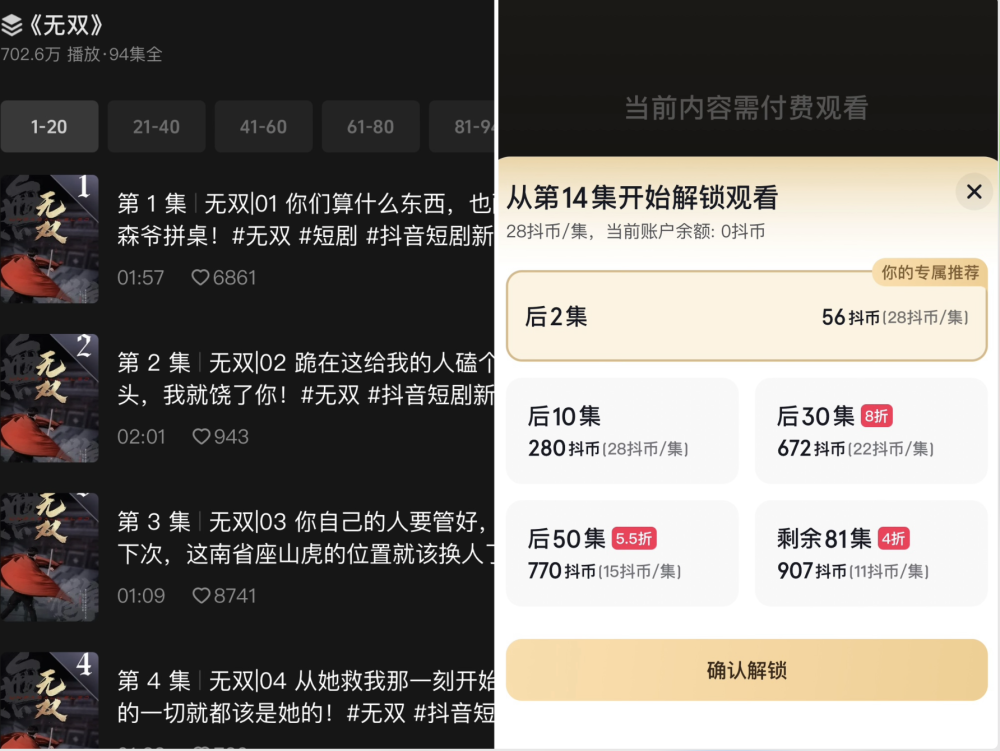 《无双》
702.6万 播放·94集全
1-20
21-40
41-60
61-80
81-94
1
无双
第 1 集 | 无双|01 你们算什么东西，也
森爷拼桌！#无双 #短剧 #抖音短剧新
01:57 6861
2
无双
第 2 集 | 无双|02 跪在这给我的人磕个
头，我就饶了你！#无双 #抖音短剧新
02:01 943
无双
第 3 集 | 无双|03 你自己的人要管好，
下次，这南省座山虎的位置就该换人了
01:09 8741
4
无双
第 4 集 | 无双|04 从她救我那一刻开始
的一切就都该是她的！#无双 #抖音短
当前内容需付费观看
从第14集开始解锁观看
28抖币/集，当前账户余额: 0抖币
你的专属推荐
后2集
56抖币(28抖币/集)
后10集
280抖币(28抖币/集)
后30集 8折
672抖币(22抖币/集)
后50集 5.5折
770抖币(15抖币/集)
剩余81集 4折
907抖币(11抖币/集)
确认解锁